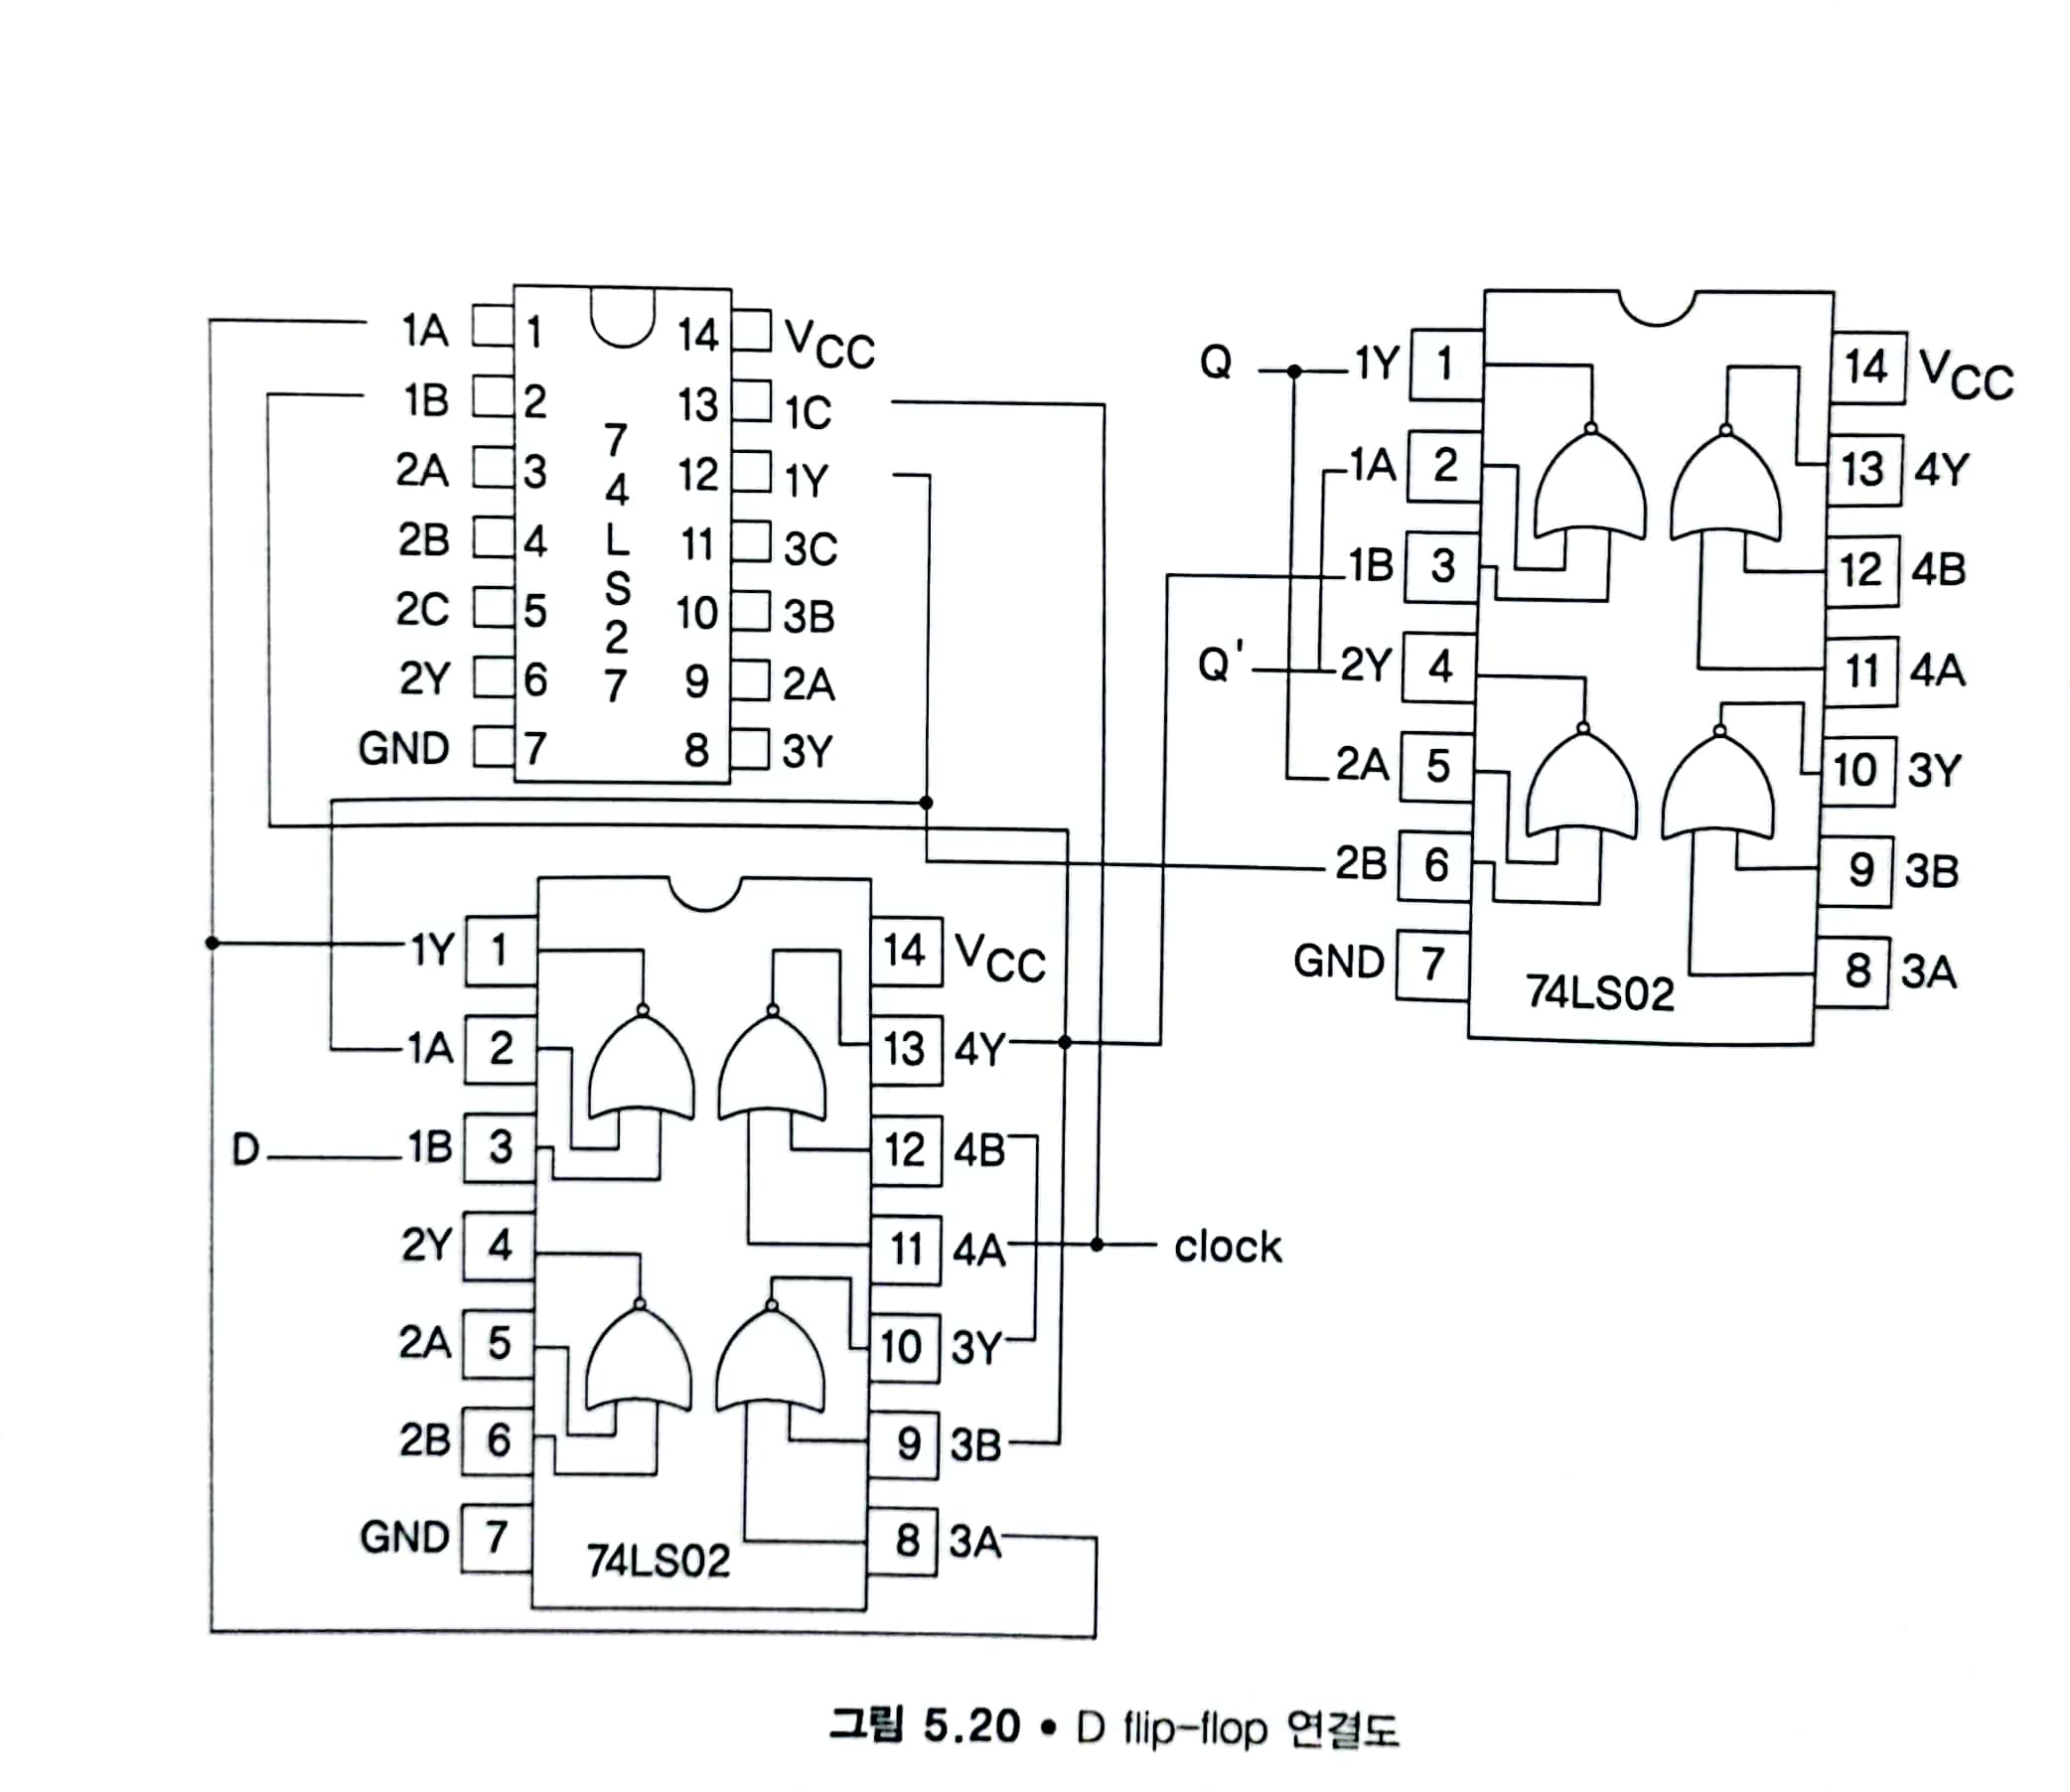 1A 1 14 VCC
1B 2 13 1C
2A 3 12 1Y
2B 4 11 3C
2C 5 10 3B
2Y 6 9 2A
GND 7 8 3Y
74LS27
Q 1Y 1 14 VCC
1A 2 13 4Y
1B 3 12 4B
Q' 2Y 4 11 4A
2A 5 10 3Y
2B 6 9 3B
GND 7 8 3A
74LS02
1Y 1 14 VCC
1A 2 13 4Y
D 1B 3 12 4B
2Y 4 11 4A clock
2A 5 10 3Y
2B 6 9 3B
GND 7 8 3A
74LS02
그림 5.20 • D flip-flop 연결도